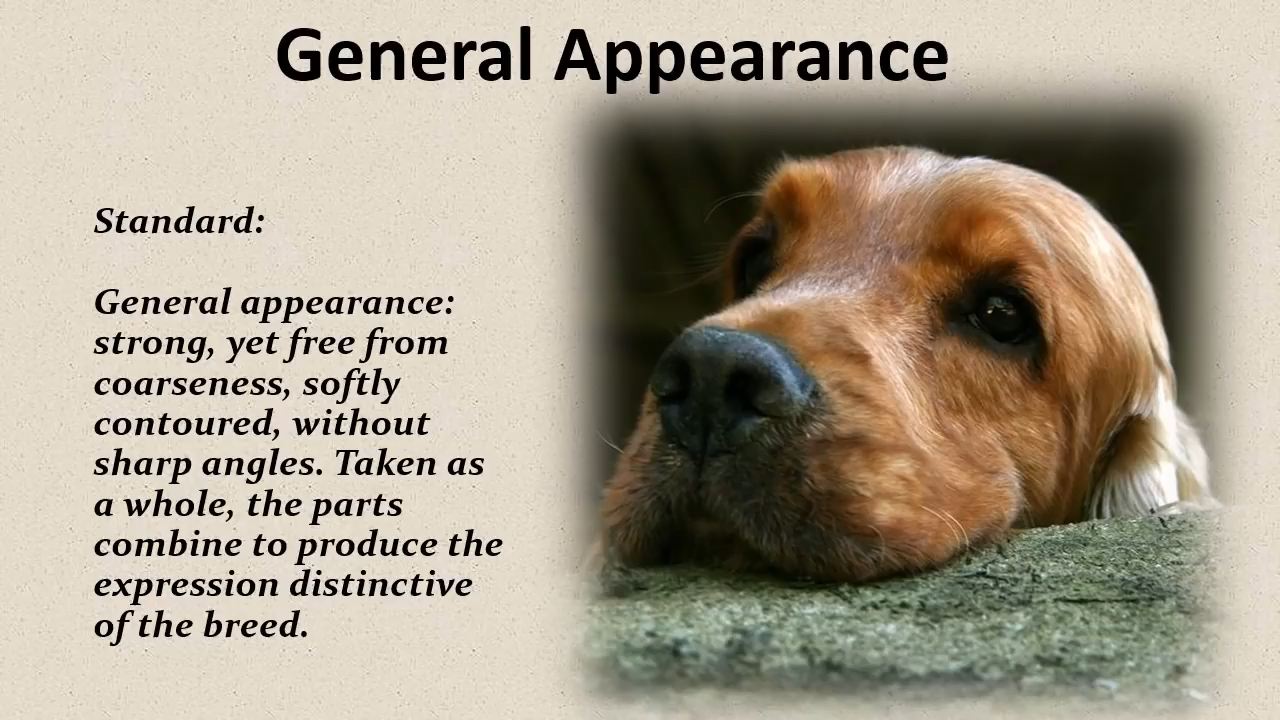 General Appearance
Standard:
General appearance:
strong, yet free from
coarseness, softly
contoured, without
sharp angles. Taken as
a whole, the parts
combine to produce the
expression distinctive
of the breed.